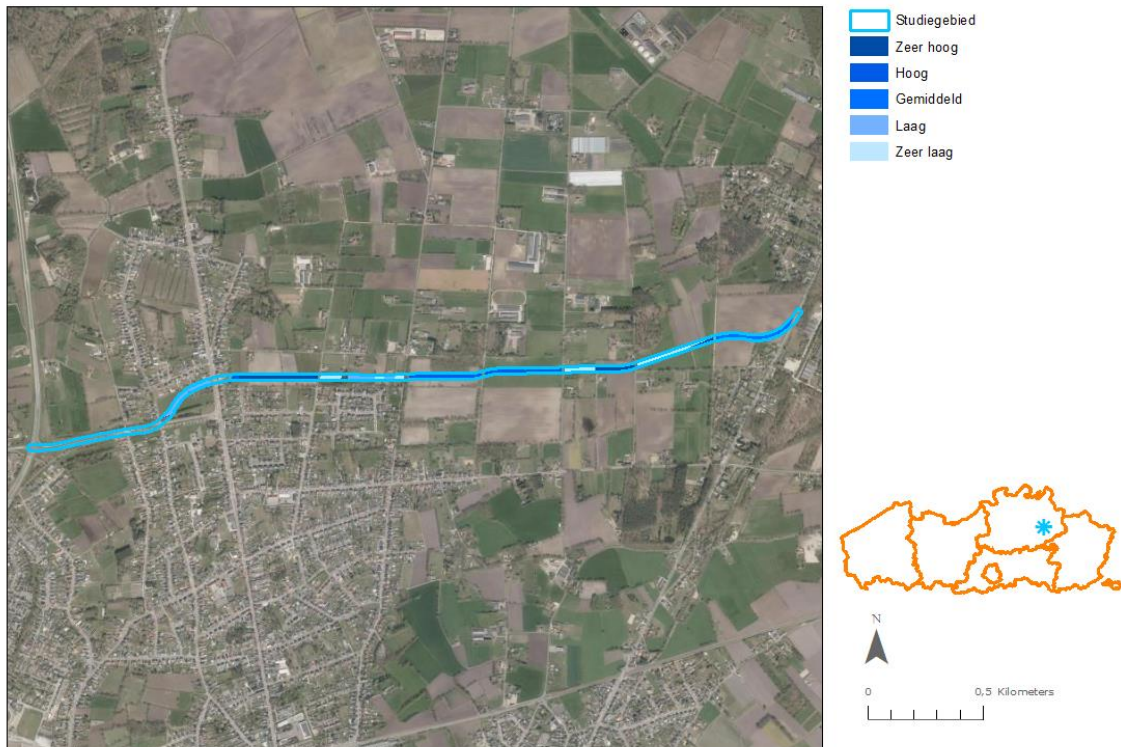 Studiegebied
Zeer hoog
Hoog
Gemiddeld
Laag
Zeer laag
N
0
0,5 Kilometers